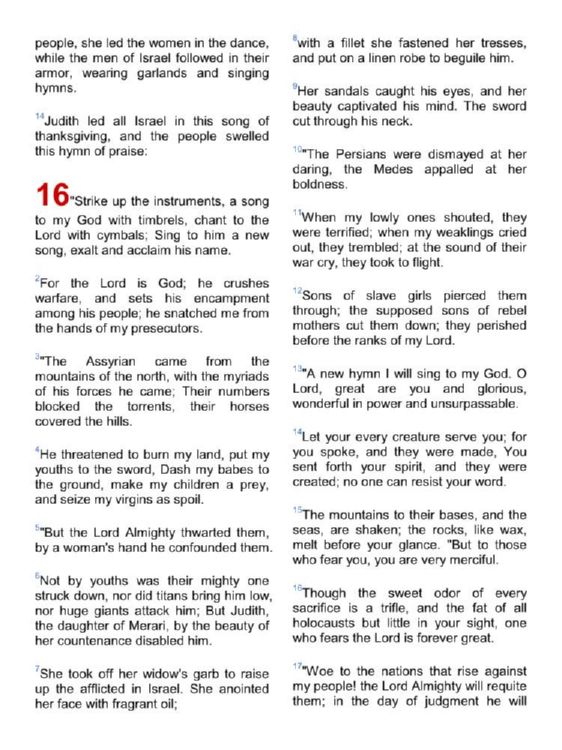 people, she led the women in the dance,
while the men of Israel followed in their
armor, wearing garlands and singing
hymns.
14"Judith led all Israel in this song of
thanksgiving, and the people swelled
this hymn of praise:
16"Strike up the instruments, a song
to my God with timbrels, chant to the
Lord with cymbals; Sing to him a new
song, exalt and acclaim his name.
2For the Lord is God; he crushes
warfare, and sets his encampment
among his people; he snatched me from
the hands of my presecutors.
3"The Assyrian came from the
mountains of the north, with the myriads
of his forces he came; Their numbers
blocked the torrents, their horses
covered the hills.
4He threatened to burn my land, put my
youths to the sword, Dash my babes to
the ground, make my children a prey,
and seize my virgins as spoil.
5"But the Lord Almighty thwarted them,
by a woman's hand he confounded them.
6Not by youths was their mighty one
struck down, nor did titans bring him low,
nor huge giants attack him; But Judith,
the daughter of Merari, by the beauty of
her countenance disabled him.
7She took off her widow's garb to raise
up the afflicted in Israel. She anointed
her face with fragrant oil;
8with a fillet she fastened her tresses,
and put on a linen robe to beguile him.
9Her sandals caught his eyes, and her
beauty captivated his mind. The sword
cut through his neck.
10"The Persians were dismayed at her
daring, the Medes appalled at her
boldness.
11"When my lowly ones shouted, they
were terrified; when my weaklings cried
out, they trembled; at the sound of their
war cry, they took to flight.
12Sons of slave girls pierced them
through; the supposed sons of rebel
mothers cut them down; they perished
before the ranks of my Lord.
13"A new hymn I will sing to my God. O
Lord, great are you and glorious,
wonderful in power and unsurpassable.
14Let your every creature serve you; for
you spoke, and they were made, You
sent forth your spirit, and they were
created; no one can resist your word.
15The mountains to their bases, and the
seas, are shaken; the rocks, like wax,
melt before your glance. "But to those
who fear you, you are very merciful.
16Though the sweet odor of every
sacrifice is a trifle, and the fat of all
holocausts but little in your sight, one
who fears the Lord is forever great.
17"Woe to the nations that rise against
my people! the Lord Almighty will requite
them; in the day of judgment he will